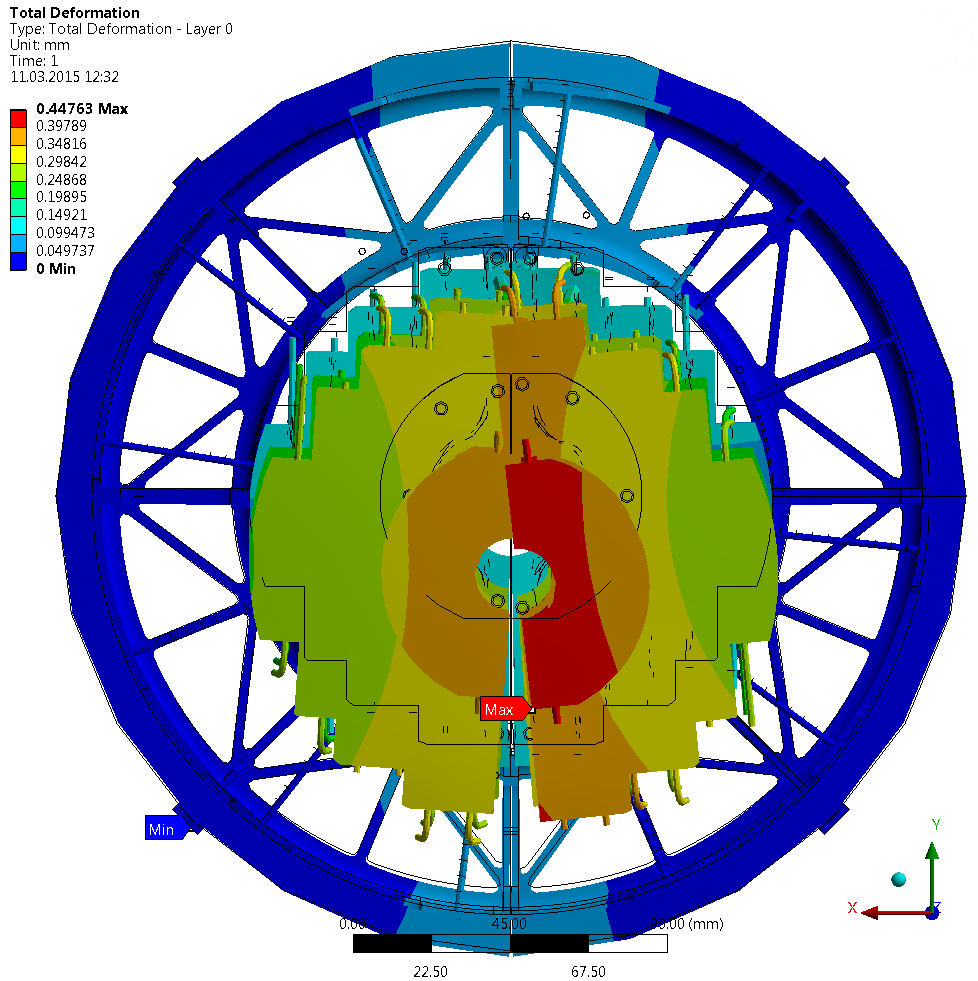 Total Deformation
Type: Total Deformation - Layer 0
Unit: mm
Time: 1
11.03.2015 12:32
0.44763 Max
0.39789
0.34816
0.29842
0.24868
0.19895
0.14921
0.099473
0.049737
0 Min
Max
Min
Y
X
0.00 45.00 90.00 (mm)
22.50 67.50